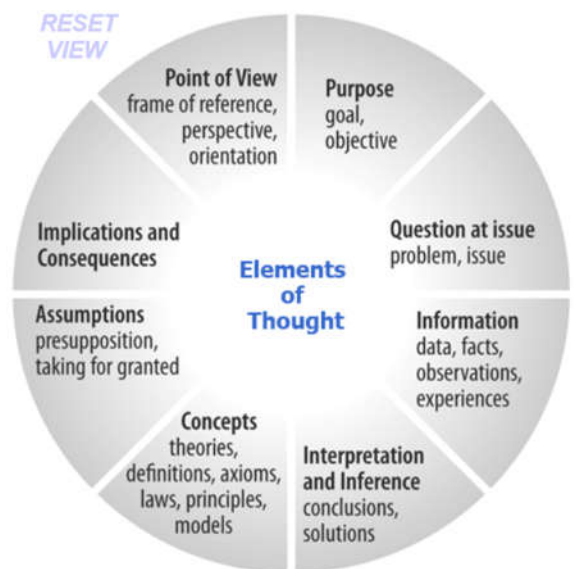 RESET
VIEW
Point of View
frame of reference,
perspective,
orientation
Purpose
goal,
objective
Question at issue
problem, issue
Information
data, facts,
observations,
experiences
Interpretation
and Inference
conclusions,
solutions
Concepts
theories,
definitions, axioms,
laws, principles,
models
Assumptions
presupposition,
taking for granted
Implications and
Consequences
Elements
of
Thought